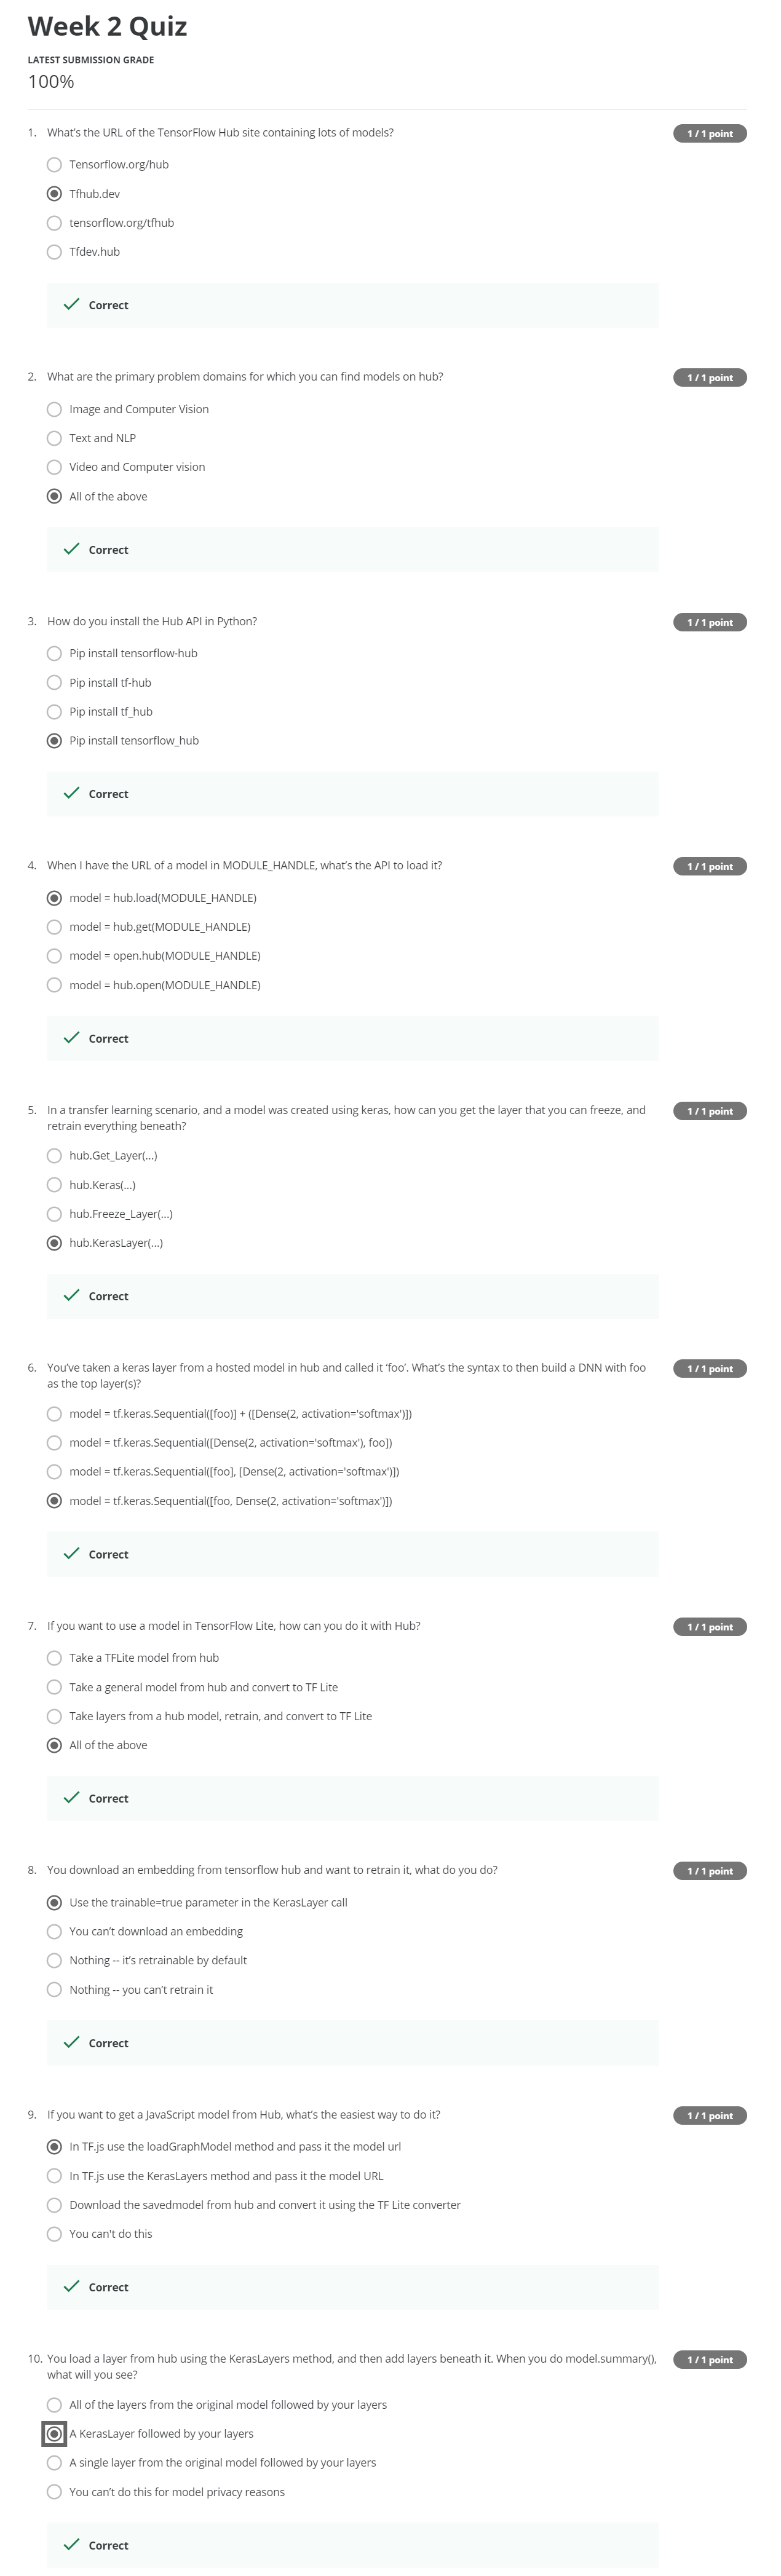 Week 2 Quiz
LATEST SUBMISSION GRADE
100%
1. What's the URL of the TensorFlow Hub site containing lots of models?
1 / 1 point
Tensorflow.org/hub
Tfhub.dev
tensorflow.org/tfhub
Tfdev.hub
Correct
2. What are the primary problem domains for which you can find models on hub?
1 / 1 point
Image and Computer Vision
Text and NLP
Video and Computer vision
All of the above
Correct
3. How do you install the Hub API in Python?
1 / 1 point
Pip install tensorflow-hub
Pip install tf-hub
Pip install tf_hub
Pip install tensorflow_hub
Correct
4. When I have the URL of a model in MODULE_HANDLE, what's the API to load it?
1 / 1 point
model = hub.load(MODULE_HANDLE)
model = hub.get(MODULE_HANDLE)
model = open.hub(MODULE_HANDLE)
model = hub.open(MODULE_HANDLE)
Correct
5. In a transfer learning scenario, and a model was created using keras, how can you get the layer that you can freeze, and
retrain everything beneath?
1 / 1 point
hub.Get_Layer(...)
hub.Keras(...)
hub.Freeze_Layer(...)
hub.KerasLayer(...)
Correct
6. You've taken a keras layer from a hosted model in hub and called it ‘foo’. What's the syntax to then build a DNN with foo
as the top layer(s)?
1 / 1 point
model = tf.keras.Sequential([foo)] + ([Dense(2, activation='softmax')])
model = tf.keras.Sequential([Dense(2, activation='softmax'), foo])
model = tf.keras.Sequential([foo], [Dense(2, activation='softmax')])
model = tf.keras.Sequential([foo, Dense(2, activation='softmax')])
Correct
7. If you want to use a model in TensorFlow Lite, how can you do it with Hub?
1 / 1 point
Take a TFLite model from hub
Take a general model from hub and convert to TF Lite
Take layers from a hub model, retrain, and convert to TF Lite
All of the above
Correct
8. You download an embedding from tensorflow hub and want to retrain it, what do you do?
1 / 1 point
Use the trainable=true parameter in the KerasLayer call
You can't download an embedding
Nothing -- it's retrainable by default
Nothing -- you can't retrain it
Correct
9. If you want to get a JavaScript model from Hub, what's the easiest way to do it?
1 / 1 point
In TF.js use the loadGraphModel method and pass it the model url
In TF.js use the KerasLayers method and pass it the model URL
Download the savedmodel from hub and convert it using the TF Lite converter
You can't do this
Correct
10. You load a layer from hub using the KerasLayers method, and then add layers beneath it. When you do model.summary(),
what will you see?
1 / 1 point
All of the layers from the original model followed by your layers
A KerasLayer followed by your layers
A single layer from the original model followed by your layers
You can't do this for model privacy reasons
Correct